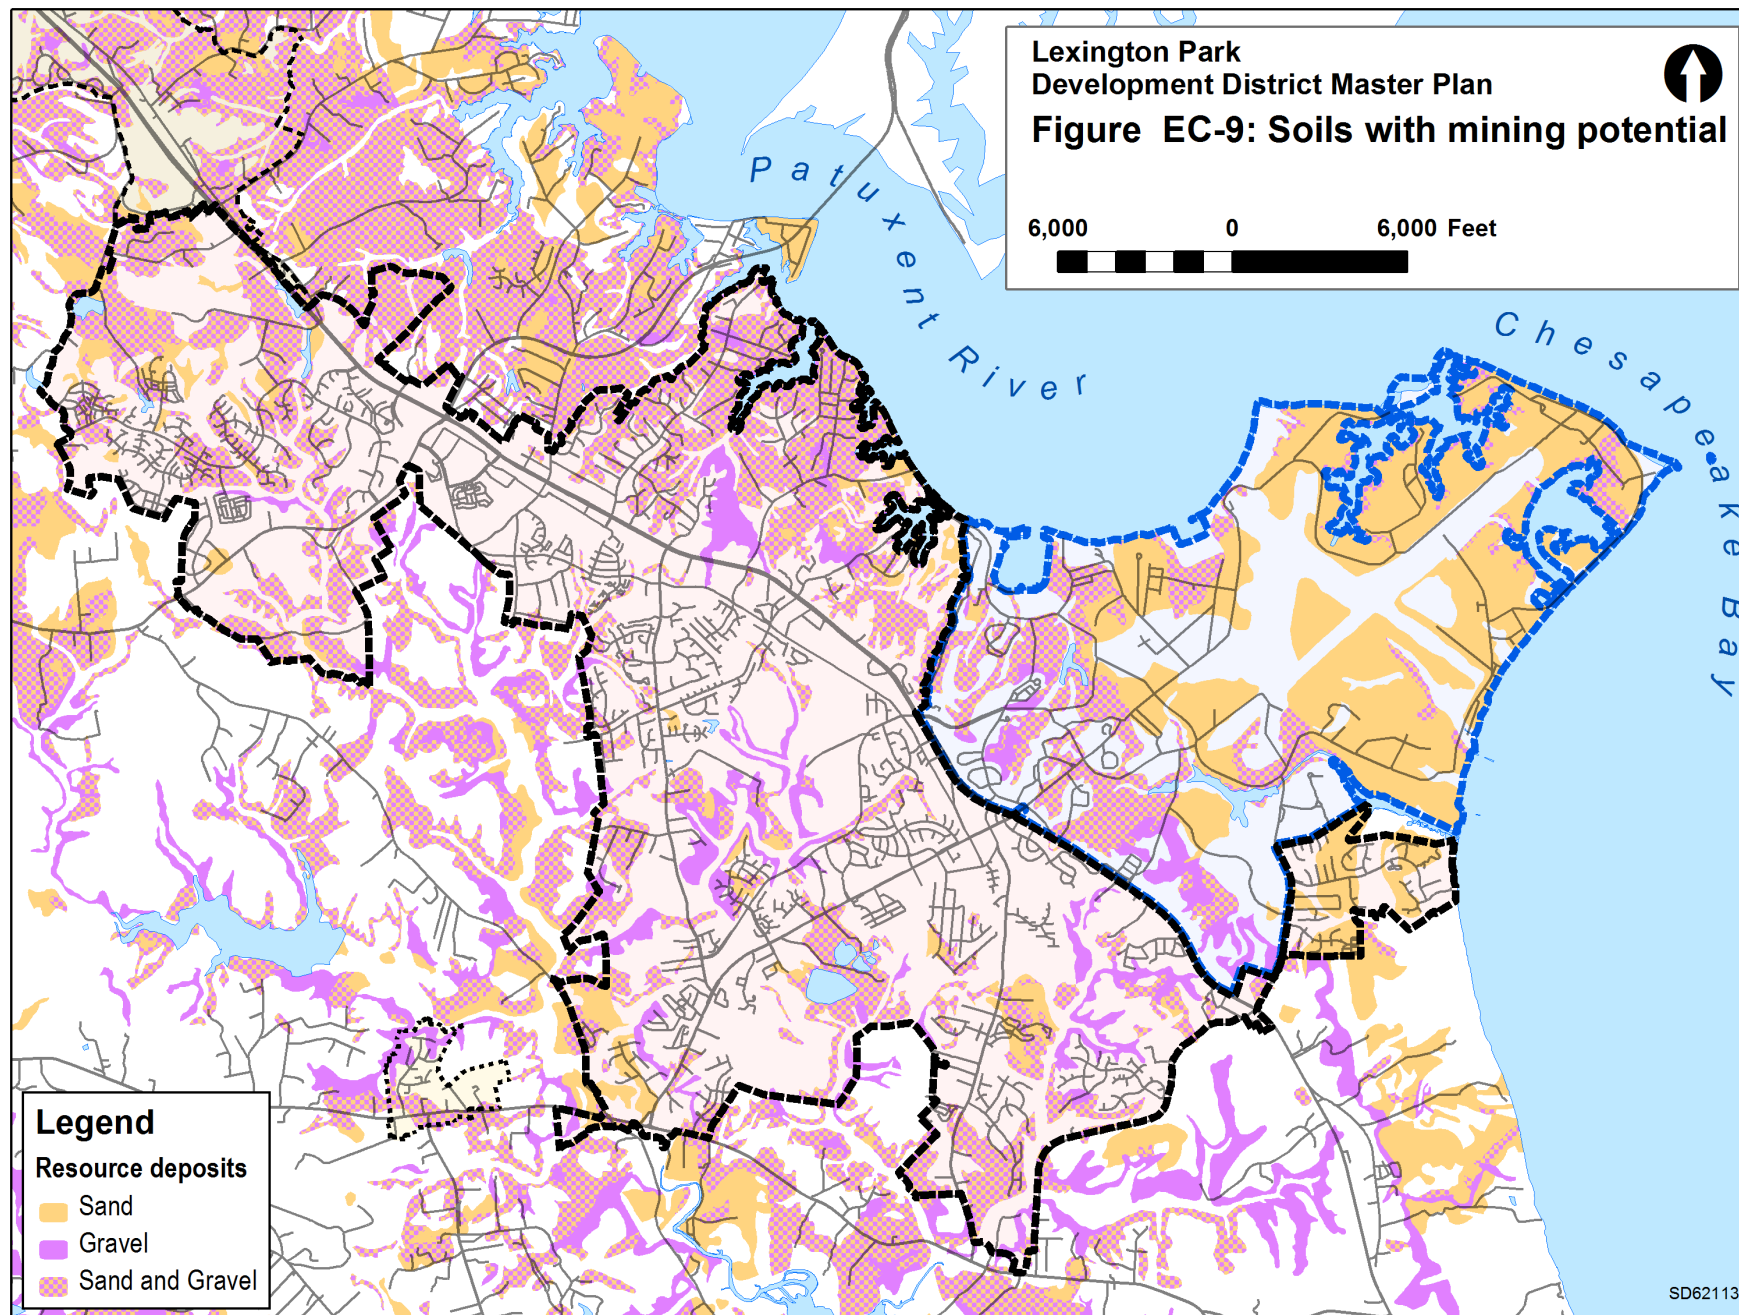 Lexington Park
Development District Master Plan
Figure EC-9: Soils with mining potential
6,000 0 6,000 Feet
Patuxent River
Chesapeake Bay
Legend
Resource deposits
Sand
Gravel
Sand and Gravel
SD62113